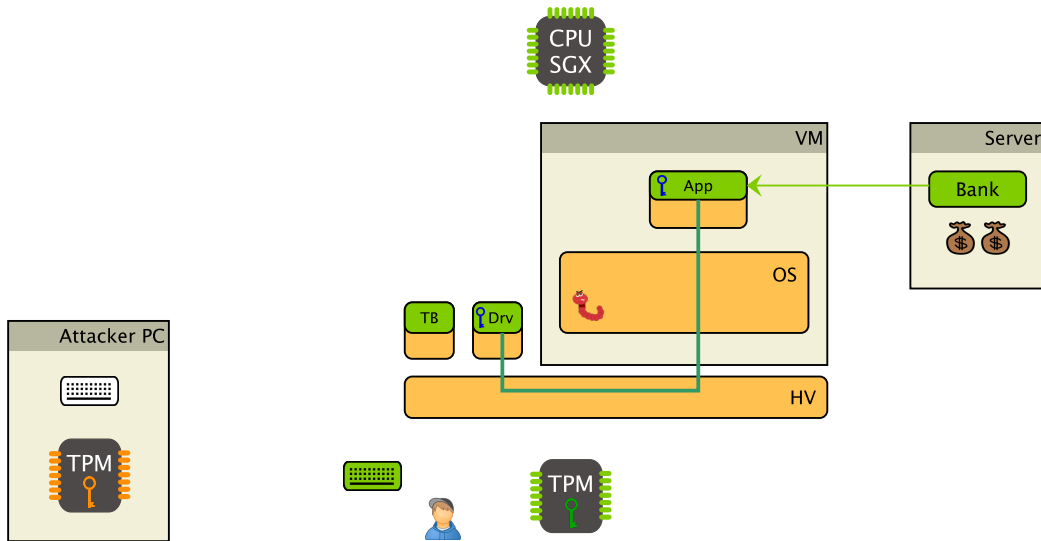 CPU
SGX
VM
Server
App
Bank
OS
TB
Drv
Attacker PC
HV
TPM
TPM